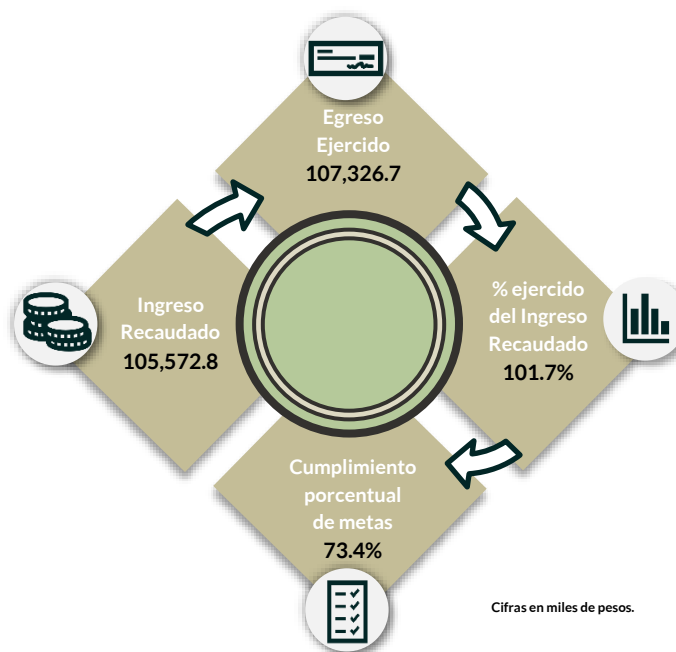 Egreso
Ejercido
107,326.7
Ingreso
Recaudado
105,572.8
% ejercido
del Ingreso
Recaudado
101.7%
Cumplimiento
porcentual
de metas
73.4%
Cifras en miles de pesos.